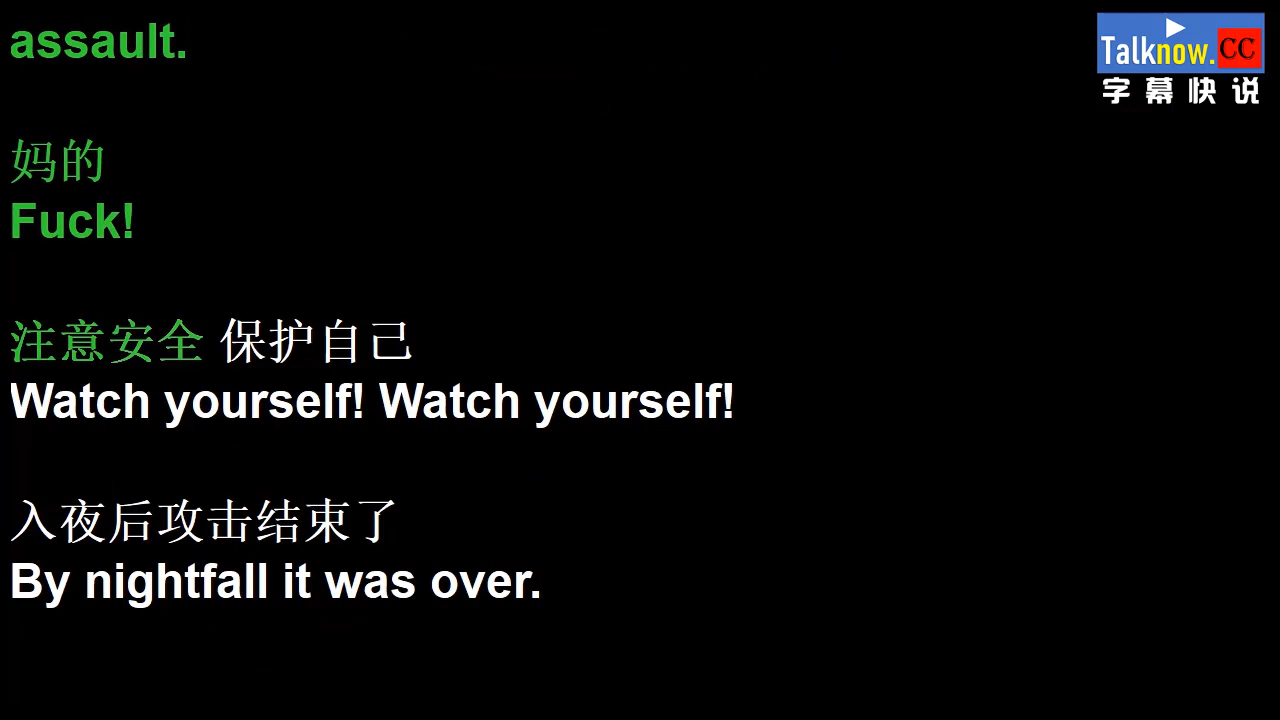 assault.
Talknow.CC
字幕快说
妈的
Fuck!
注意安全 保护自己
Watch yourself! Watch yourself!
入夜后攻击结束了
By nightfall it was over.